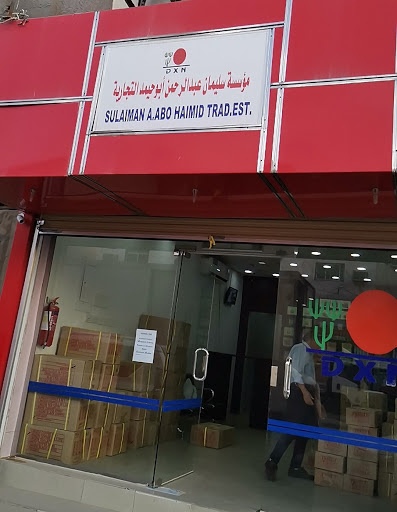 DXN
مؤسسة سليمان عبدالرحمن أبوحيمد التجارية
SULAIMAN A.ABO HAIMID TRAD.EST.
DXN